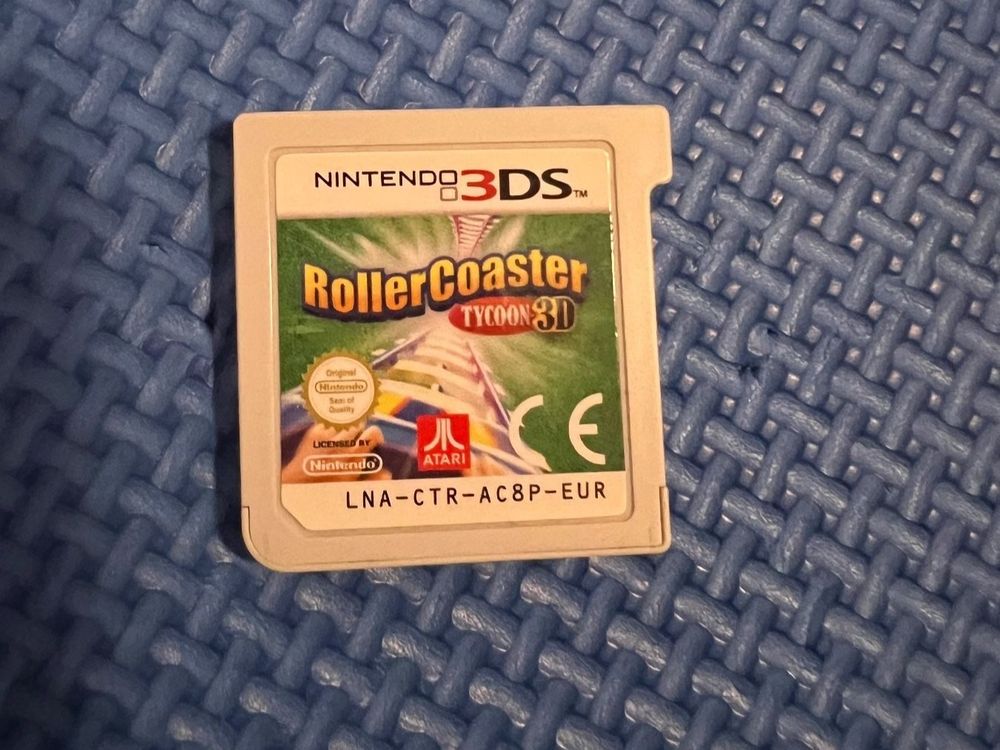 NINTENDO 3DS™
RollerCoaster
TYCOON 3D
Original
Nintendo
Seal of
Quality
LICENSED BY
Nintendo
ATARI
CE
LNA-CTR-AC8P-EUR